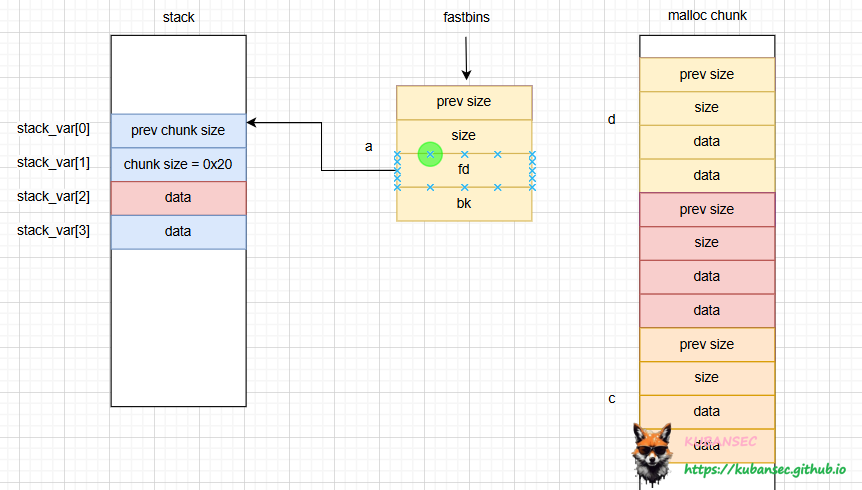 stack
fastbins
malloc chunk
stack_var[0]
prev chunk size
stack_var[1]
chunk size = 0x20
stack_var[2]
data
stack_var[3]
data
a
prev size
size
fd
bk
d
prev size
size
data
data
prev size
size
data
data
c
prev size
size
data
data
KUBANSEC
https://kubansec.github.io